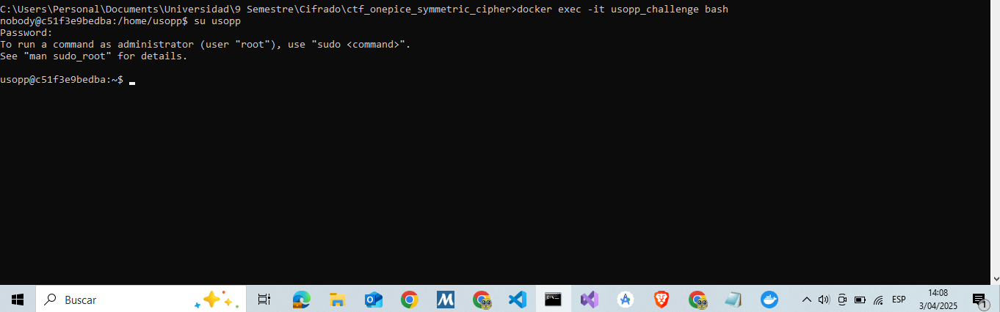 C:\Users\Personal\Documents\Universidad\9 Semestre\Cifrado\ctf_onepice_symmetric_cipher>docker exec -it usopp_challenge bash
nobody@c51f3e9bedba:/home/usopp$ su usopp
Password:
To run a command as administrator (user "root"), use "sudo <command>".
See "man sudo_root" for details.
usopp@c51f3e9bedba:~$
Buscar
ESP
14:08
3/04/2025
1